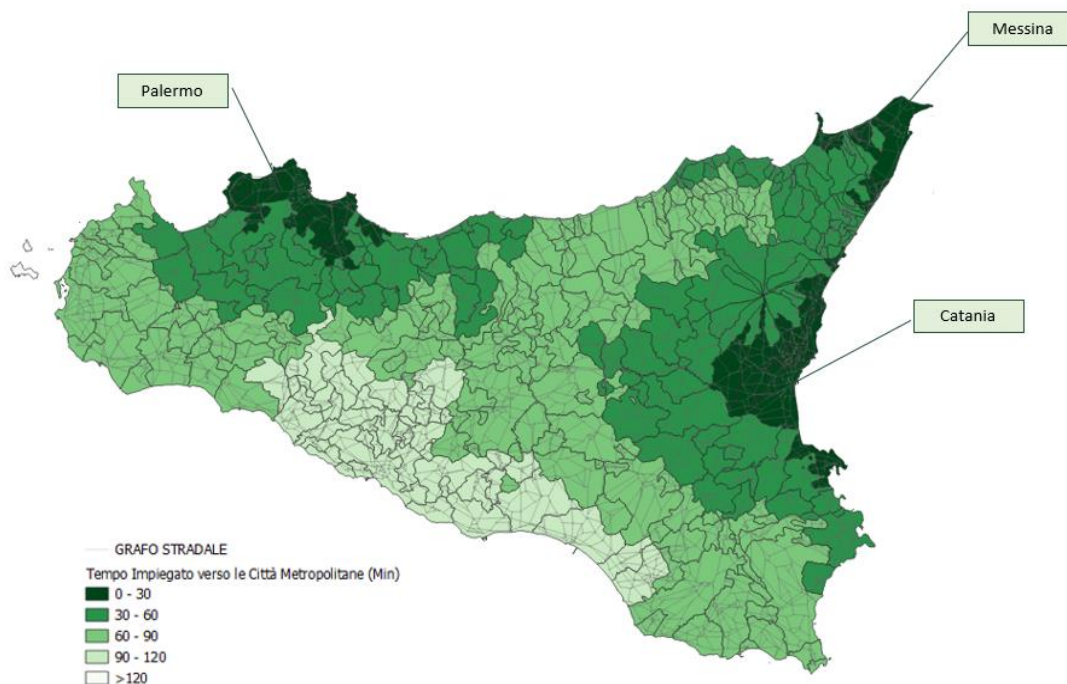 Messina
Palermo
Catania
GRAFO STRADALE
Tempo Impiegato verso le Città Metropolitane (Min)
0 - 30
30 - 60
60 - 90
90 - 120
>120